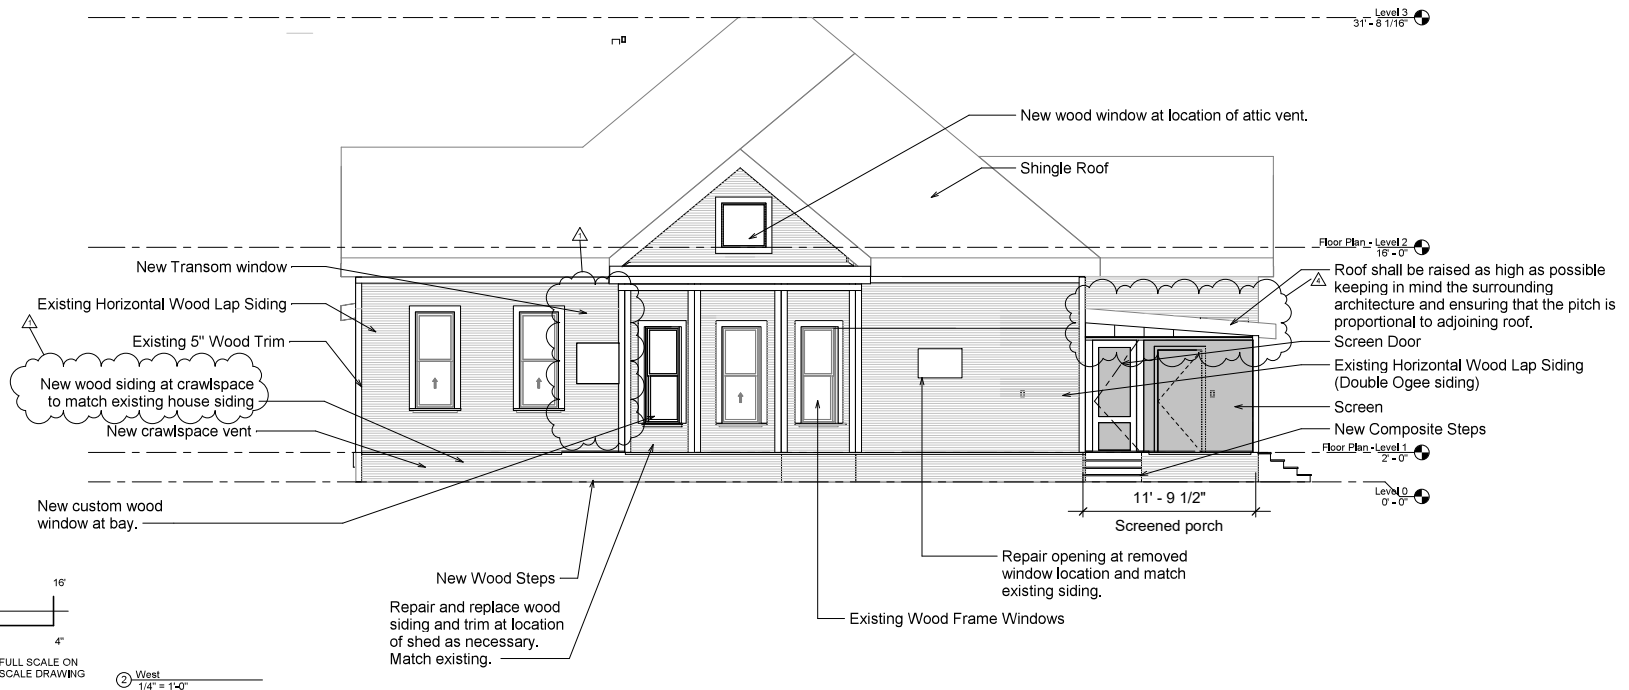 Level 3
31' - 8 1/16"
New wood window at location of attic vent.
Shingle Roof
1
Floor Plan - Level 2
16' - 0"
New Transom window
Roof shall be raised as high as possible
keeping in mind the surrounding
architecture and ensuring that the pitch is
proportional to adjoining roof.
4
Existing Horizontal Wood Lap Siding
1
Existing 5" Wood Trim
Screen Door
Existing Horizontal Wood Lap Siding
(Double Ogee siding)
New wood siding at crawlspace
to match existing house siding
Screen
New crawlspace vent
New Composite Steps
Floor Plan - Level 1
2' - 0"
Level 0
0' - 0"
11' - 9 1/2"
Screened porch
New custom wood
window at bay.
New Wood Steps
Repair opening at removed
window location and match
existing siding.
Repair and replace wood
siding and trim at location
of shed as necessary.
Match existing.
Existing Wood Frame Windows
16'
4"
FULL SCALE ON
SCALE DRAWING
2
West
1/4" = 1'-0"